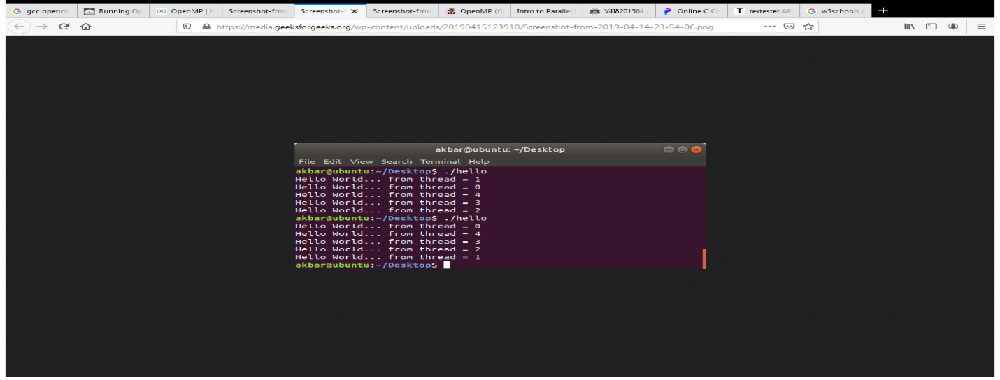 gcc openm Running Op OpenMP | H Screenshot-fron Screenshot-f Screenshot-fron OpenMP (G Intro to Parallel V4I8201564. Online C Co rextester AP w3schools p
https://media.geeksforgeeks.org/wp-content/uploads/20190415123910/Screenshot-from-2019-04-14-23-54-06.png
akbar@ubuntu: ~/Desktop
File Edit View Search Terminal Help
akbar@ubuntu:~/Desktop$ ./hello
Hello World... from thread = 1
Hello World... from thread = 0
Hello World... from thread = 4
Hello World... from thread = 3
Hello World... from thread = 2
akbar@ubuntu:~/Desktop$ ./hello
Hello World... from thread = 0
Hello World... from thread = 4
Hello World... from thread = 3
Hello World... from thread = 2
Hello World... from thread = 1
akbar@ubuntu:~/Desktop$